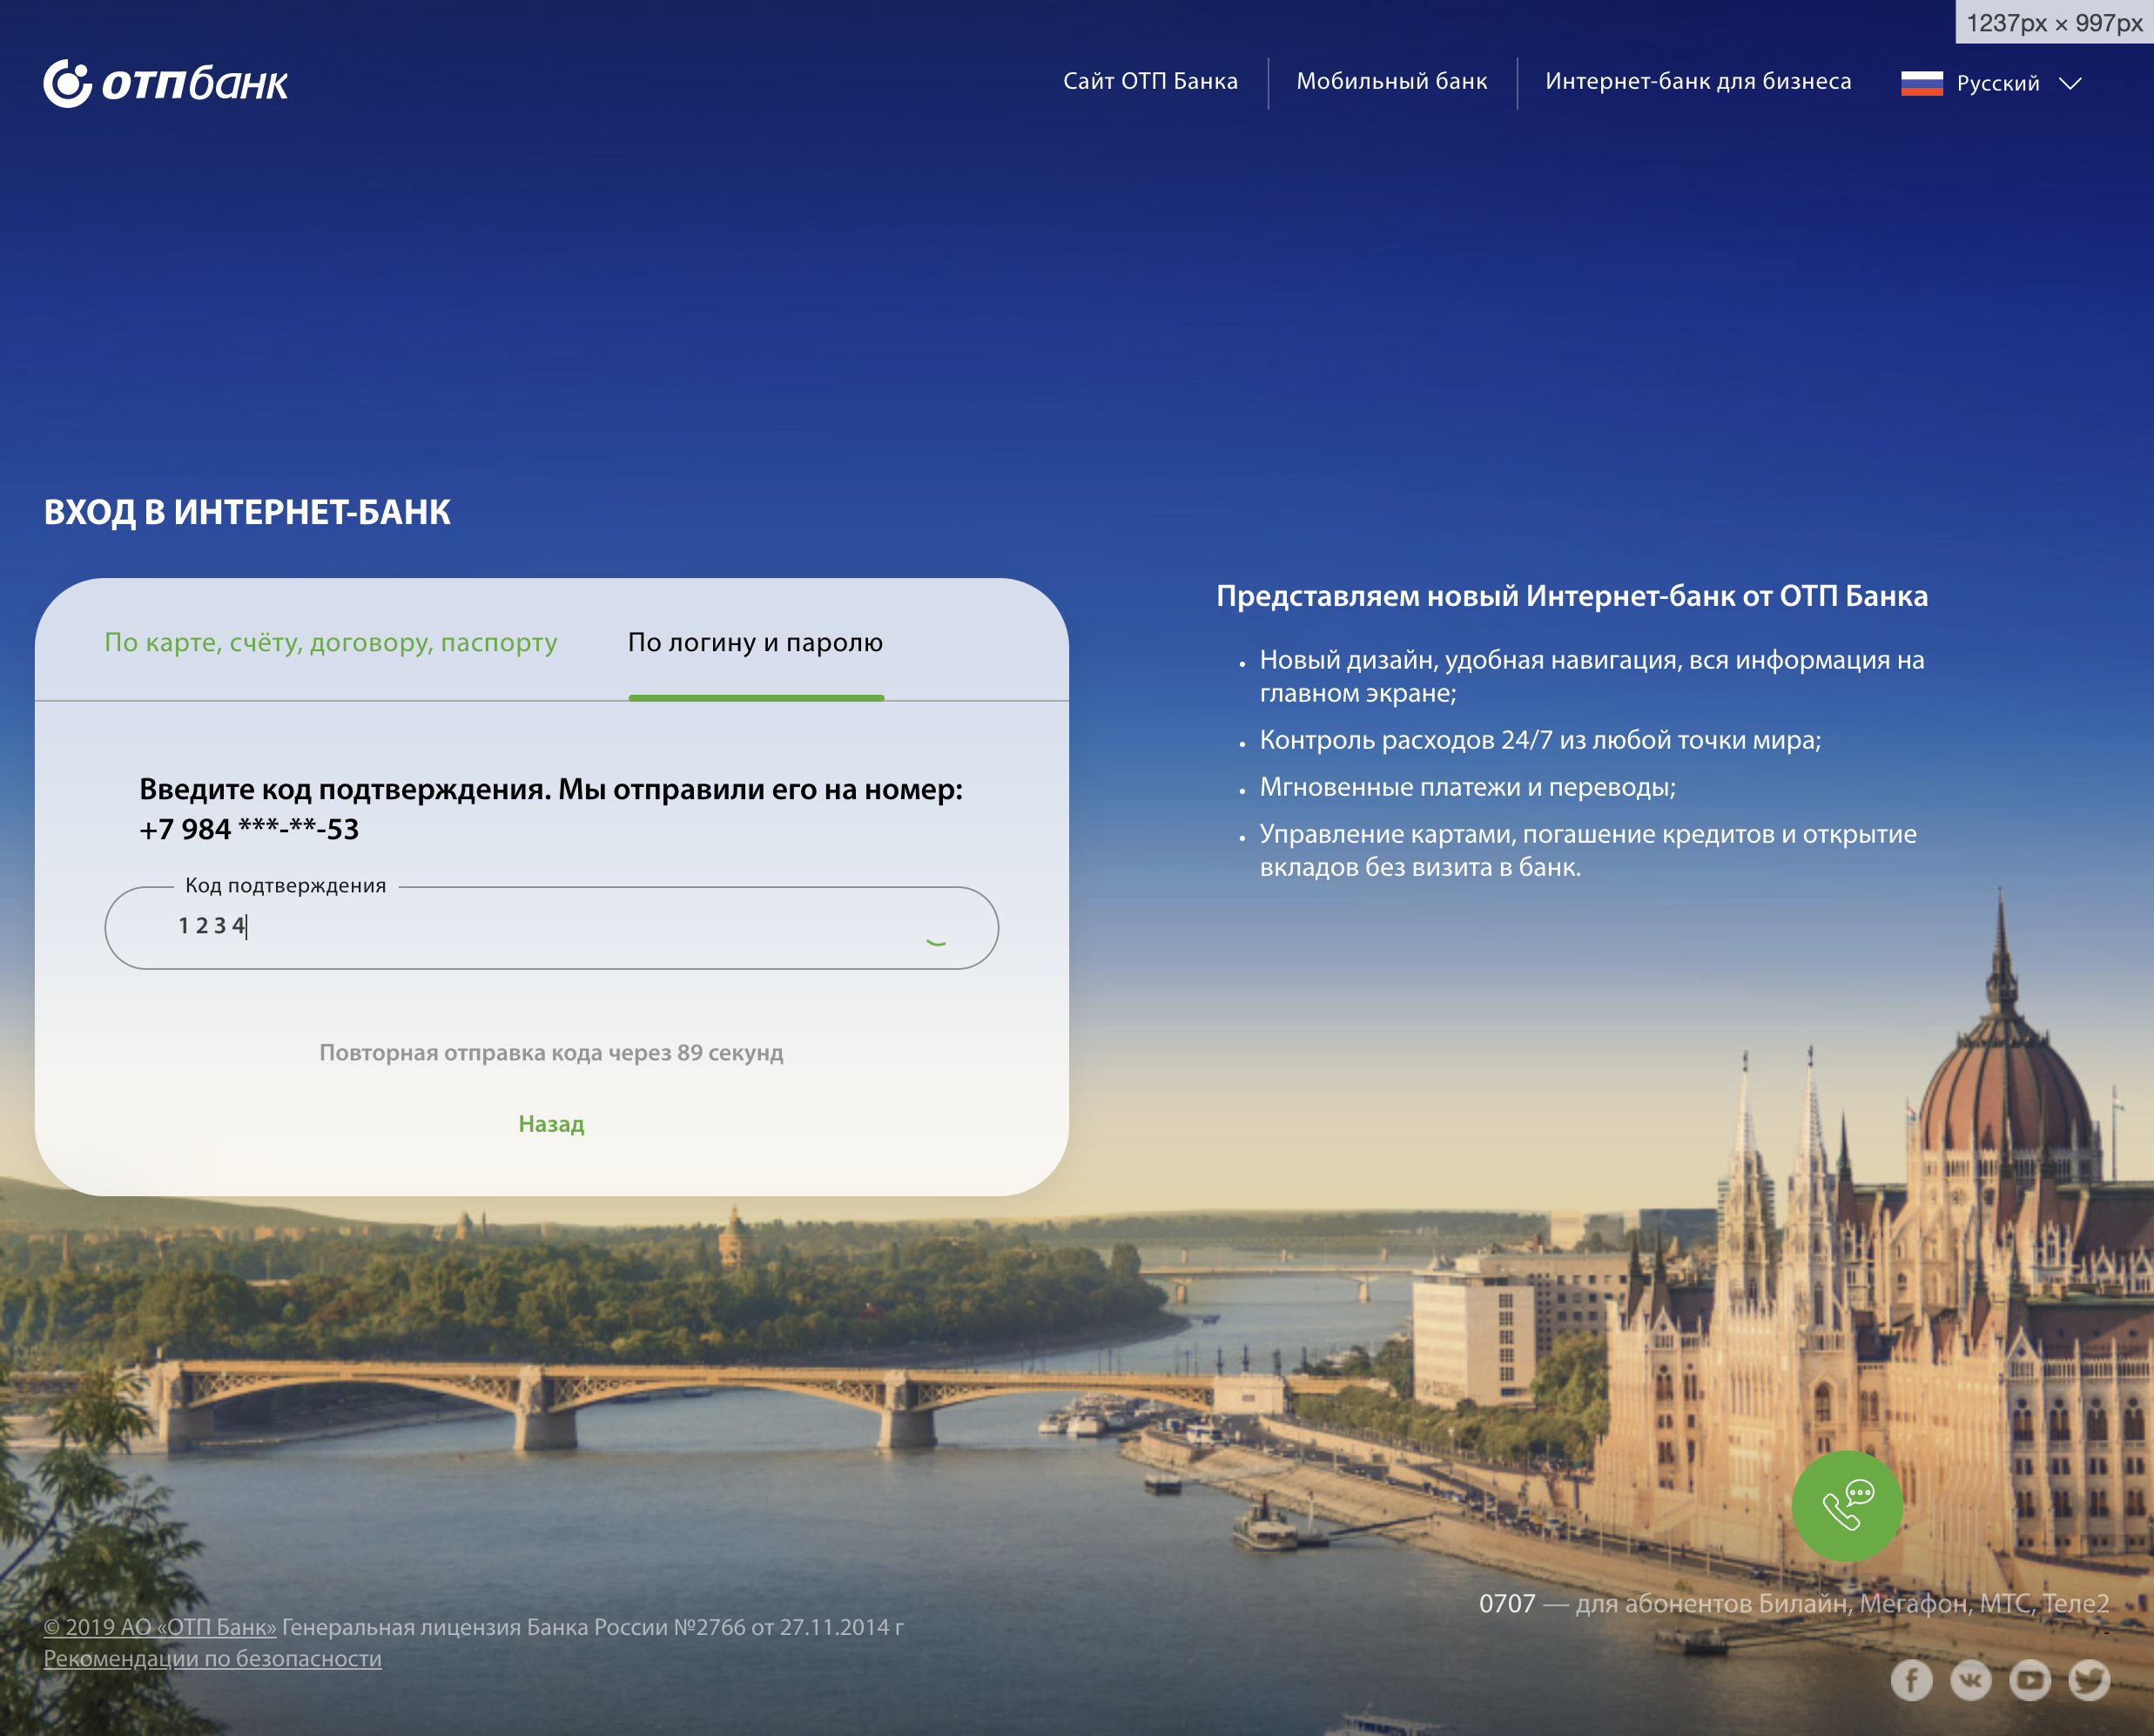 1237px × 997px
отпбанк
Сайт ОТП Банка
Мобильный банк
Интернет-банк для бизнеса
Русский
ВХОД В ИНТЕРНЕТ-БАНК
По карте, счёту, договору, паспорту
По логину и паролю
Введите код подтверждения. Мы отправили его на номер:
+7 984 ***-**-53
Код подтверждения
1 2 3 4
Повторная отправка кода через 89 секунд
Назад
Представляем новый Интернет-банк от ОТП Банка
• Новый дизайн, удобная навигация, вся информация на
главном экране;
• Контроль расходов 24/7 из любой точки мира;
• Мгновенные платежи и переводы;
• Управление картами, погашение кредитов и открытие
вкладов без визита в банк.
0707 — для абонентов Билайн, Мегафон, МТС, Теле2
-
© 2019 АО «ОТП Банк» Генеральная лицензия Банка России №2766 от 27.11.2014 г
Рекомендации по безопасности